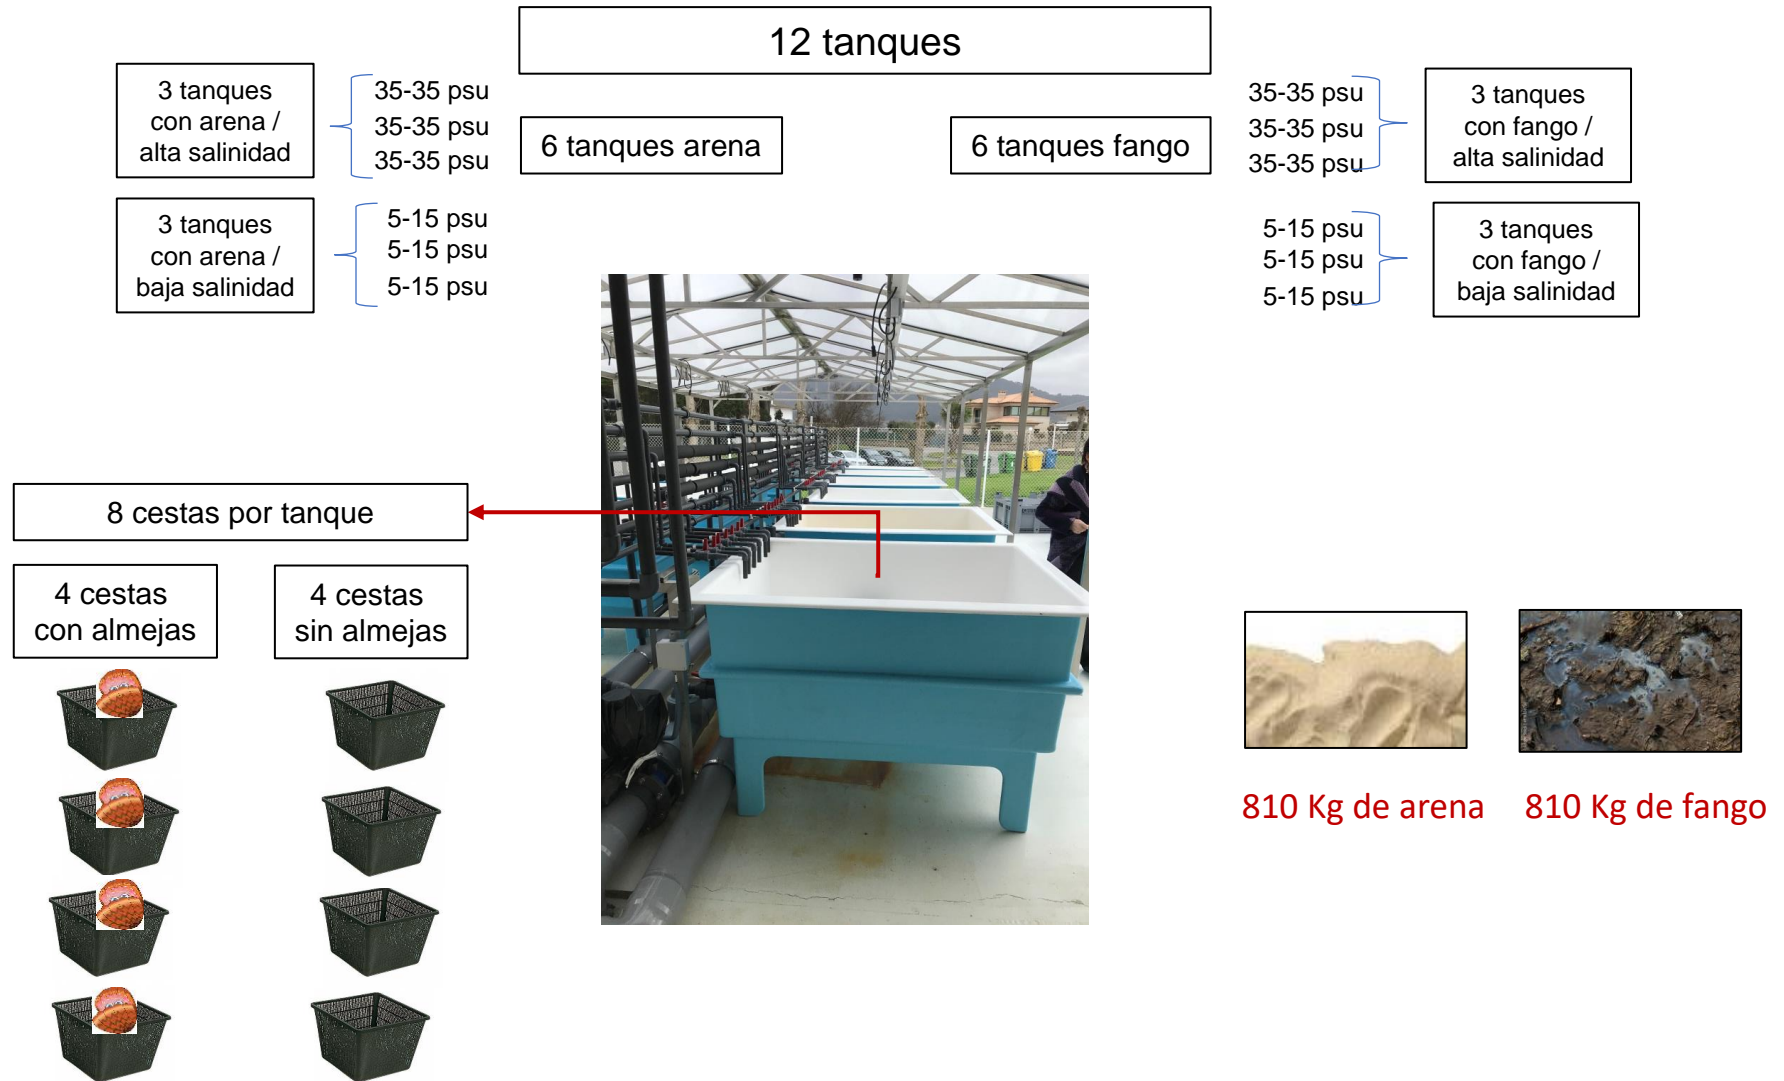 12 tanques
3 tanques
con arena /
alta salinidad
35-35 psu
35-35 psu
35-35 psu
6 tanques arena
6 tanques fango
35-35 psu
35-35 psu
35-35 psu
3 tanques
con fango /
alta salinidad
3 tanques
con arena /
baja salinidad
5-15 psu
5-15 psu
5-15 psu
5-15 psu
5-15 psu
5-15 psu
3 tanques
con fango /
baja salinidad
8 cestas por tanque
4 cestas
con almejas
4 cestas
sin almejas
810 Kg de arena
810 Kg de fango